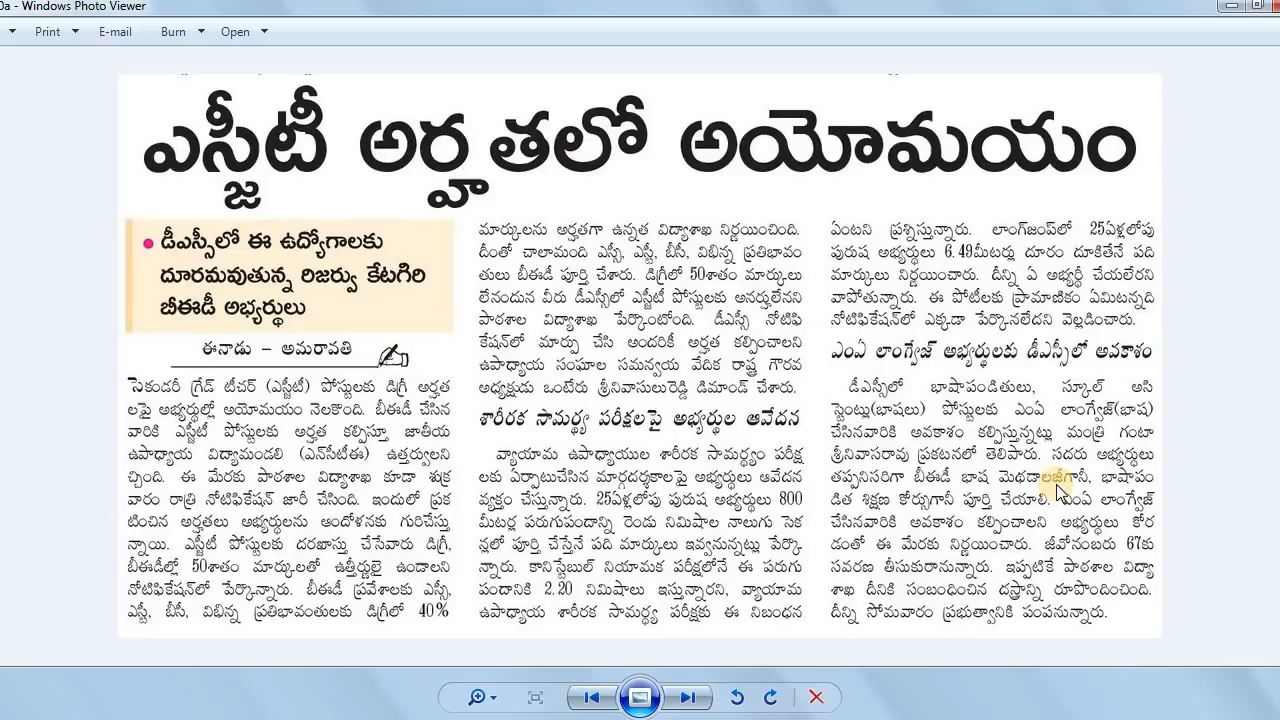 0a - Windows Photo Viewer
Print
E-mail
Burn
Open
ఎస్జీటీ అర్హతలో అయోమయం
• డీఎస్సీలో ఈ ఉద్యోగాలకు
దూరమవుతున్న రిజర్వు కేటగిరి
బీఈడీ అభ్యర్థులు
ఈనాడు – అమరావతి
సెకండరీ గ్రేడ్ టీచర్ (ఎస్జీటీ) పోస్టులకు డిగ్రీ అర్హత
లపై అభ్యర్థుల్లో అయోమయం నెలకొంది. బీఈడీ చేసిన
వారికి ఎస్జీటీ పోస్టులకు అర్హత కల్పిస్తూ జాతీయ
ఉపాధ్యాయ విద్యామండలి (ఎన్‌సీటీఈ) ఉత్తర్వులని
చ్చింది. ఈ మేరకు పాఠశాల విద్యాశాఖ కూడా శుక్ర
వారం రాత్రి నోటిఫికేషన్ జారీ చేసింది. ఇందులో ప్రక
టించిన అర్హతలు అభ్యర్థులను ఆందోళనకు గురిచేస్తు
న్నాయి. ఎస్జీటీ పోస్టులకు దరఖాస్తు చేసేవారు డిగ్రీ,
బీఈడీల్లో 50శాతం మార్కులతో ఉత్తీర్ణులై ఉండాలని
నోటిఫికేషన్‌లో పేర్కొన్నారు. బీఈడీ ప్రవేశాలకు ఎస్సీ,
ఎస్టీ, బీసీ, విభిన్న ప్రతిభావంతులకు డిగ్రీలో 40%
మార్కులను అర్హతగా ఉన్నత విద్యాశాఖ నిర్ణయించింది.
దీంతో చాలామంది ఎస్సీ, ఎస్టీ, బీసీ, విభిన్న ప్రతిభావం
తులు బీఈడీ పూర్తి చేశారు. డిగ్రీలో 50శాతం మార్కులు
లేనందున వీరు డీఎస్సీలో ఎస్జీటీ పోస్టులకు అనర్హులేనని
పాఠశాల విద్యాశాఖ పేర్కొంటోంది. డీఎస్సీ నోటిఫి
కేషన్‌లో మార్పు చేసి అందరికీ అర్హత కల్పించాలని
ఉపాధ్యాయ సంఘాల సమన్వయ వేదిక రాష్ట్ర గౌరవ
అధ్యక్షుడు ఒంటేరు శ్రీనివాసులురెడ్డి డిమాండ్ చేశారు.
శారీరక సామర్థ్య పరీక్షలపై అభ్యర్థుల ఆవేదన
వ్యాయామ ఉపాధ్యాయుల శారీరక సామర్థ్యం పరీక్ష
లకు ఏర్పాటుచేసిన మార్గదర్శకాలపై అభ్యర్థులు ఆవేదన
వ్యక్తం చేస్తున్నారు. 25ఏళ్లలోపు పురుష అభ్యర్థులు 800
మీటర్ల పరుగుపందాన్ని రెండు నిమిషాల నాలుగు సెక
న్లలో పూర్తి చేస్తేనే పది మార్కులు ఇవ్వనున్నట్లు పేర్కొ
న్నారు. కానిస్టేబుల్ నియామక పరీక్షలోనే ఈ పరుగు
పందానికి 2.20 నిమిషాలు ఇస్తున్నారని, వ్యాయామ
ఉపాధ్యాయ శారీరక సామర్థ్య పరీక్షకు ఈ నిబంధన
ఏంటని ప్రశ్నిస్తున్నారు. లాంగ్‌జంప్‌లో 25ఏళ్లలోపు
పురుష అభ్యర్థులు 6.49మీటర్లు దూరం దూకితేనే పది
మార్కులు నిర్ణయించారు. దీన్ని ఏ అభ్యర్థీ చేయలేరని
వాపోతున్నారు. ఈ పోటీలకు ప్రామాణికం ఏమిటన్నది
నోటిఫికేషన్‌లో ఎక్కడా పేర్కొనలేదని వెల్లడించారు.
ఎంఏ లాంగ్వేజ్ అభ్యర్థులకు డీఎస్సీలో అవకాశం
డీఎస్సీలో భాషాపండితులు, స్కూల్ అసి
స్టెంట్లు(భాషలు) పోస్టులకు ఎంఏ లాంగ్వేజ్(భాష)
చేసినవారికి అవకాశం కల్పిస్తున్నట్లు మంత్రి గంటా
శ్రీనివాసరావు ప్రకటనలో తెలిపారు. సదరు అభ్యర్థులు
తప్పనిసరిగా బీఈడీ భాష మెథడాలజీగానీ, భాషాపం
డిత శిక్షణ కోర్సుగానీ పూర్తి చేయాలి. ఎంఏ లాంగ్వేజ్
చేసినవారికి అవకాశం కల్పించాలని అభ్యర్థులు కోర
డంతో ఈ మేరకు నిర్ణయించారు. జీవోనంబరు 67కు
సవరణ తీసుకురానున్నారు. ఇప్పటికే పాఠశాల విద్యా
శాఖ దీనికి సంబంధించిన దస్త్రాన్ని రూపొందించింది.
దీన్ని సోమవారం ప్రభుత్వానికి పంపనున్నారు.